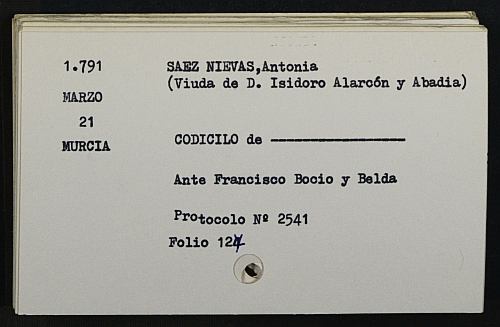 1.791
MARZO
21
MURCIA
SAEZ NIEVAS,Antonia
(Viuda de D. Isidoro Alarcón y Abadia)
CODICILO de ----------------
Ante Francisco Bocio y Belda
Protocolo Nº 2541
Folio 124